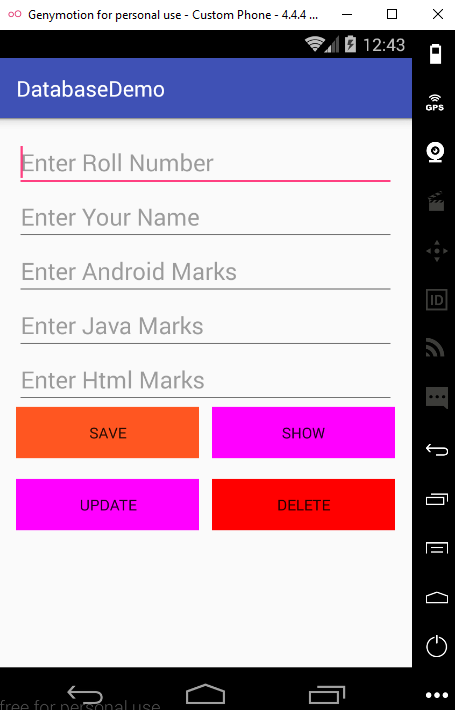 Genymotion for personal use - Custom Phone - 4.4.4 ...
12:43
DatabaseDemo
GPS
Enter Roll Number
Enter Your Name
Enter Android Marks
ID
Enter Java Marks
Enter Html Marks
SAVE
SHOW
UPDATE
DELETE
free for personal use